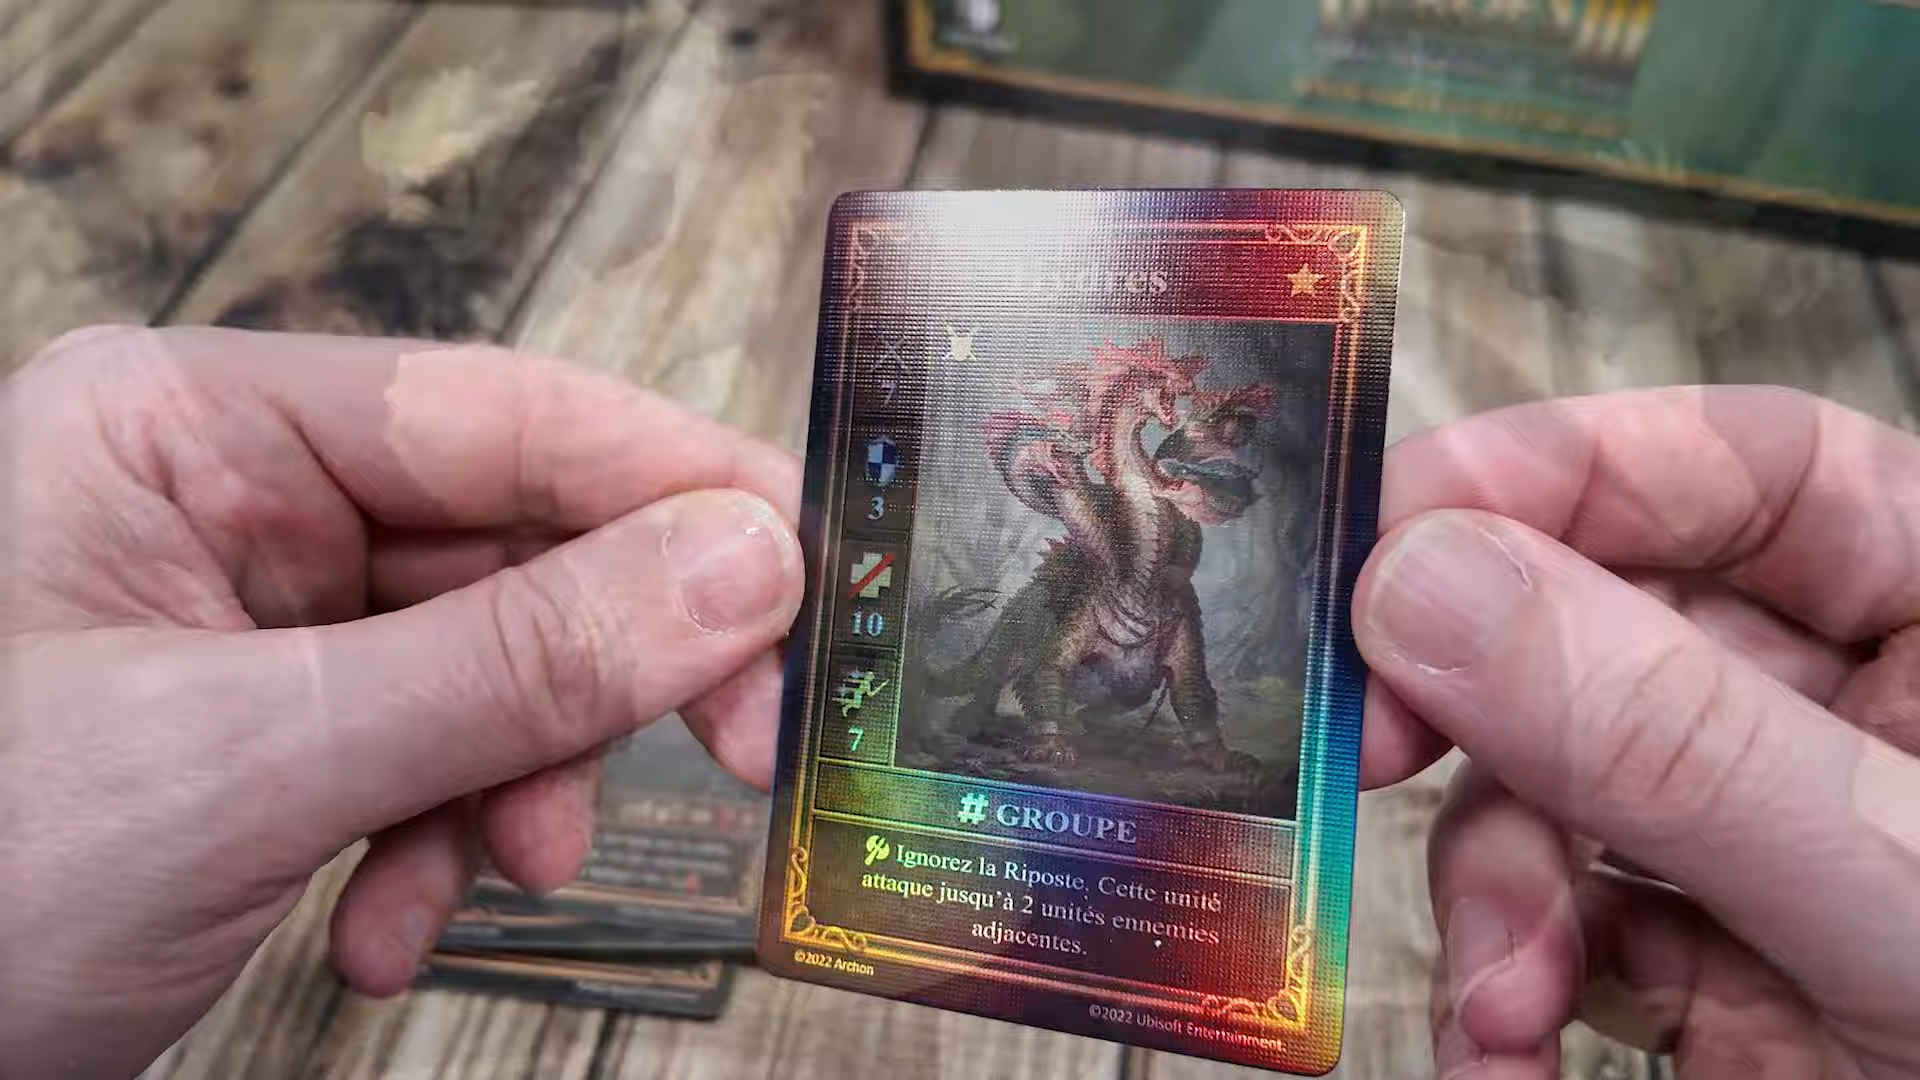 7
3
10
7
# GROUPE
Ignorez la Riposte. Cette unité
attaque jusqu'à 2 unités ennemies
adjacentes.
©2022 Archon
©2022 Ubisoft Entertainment.